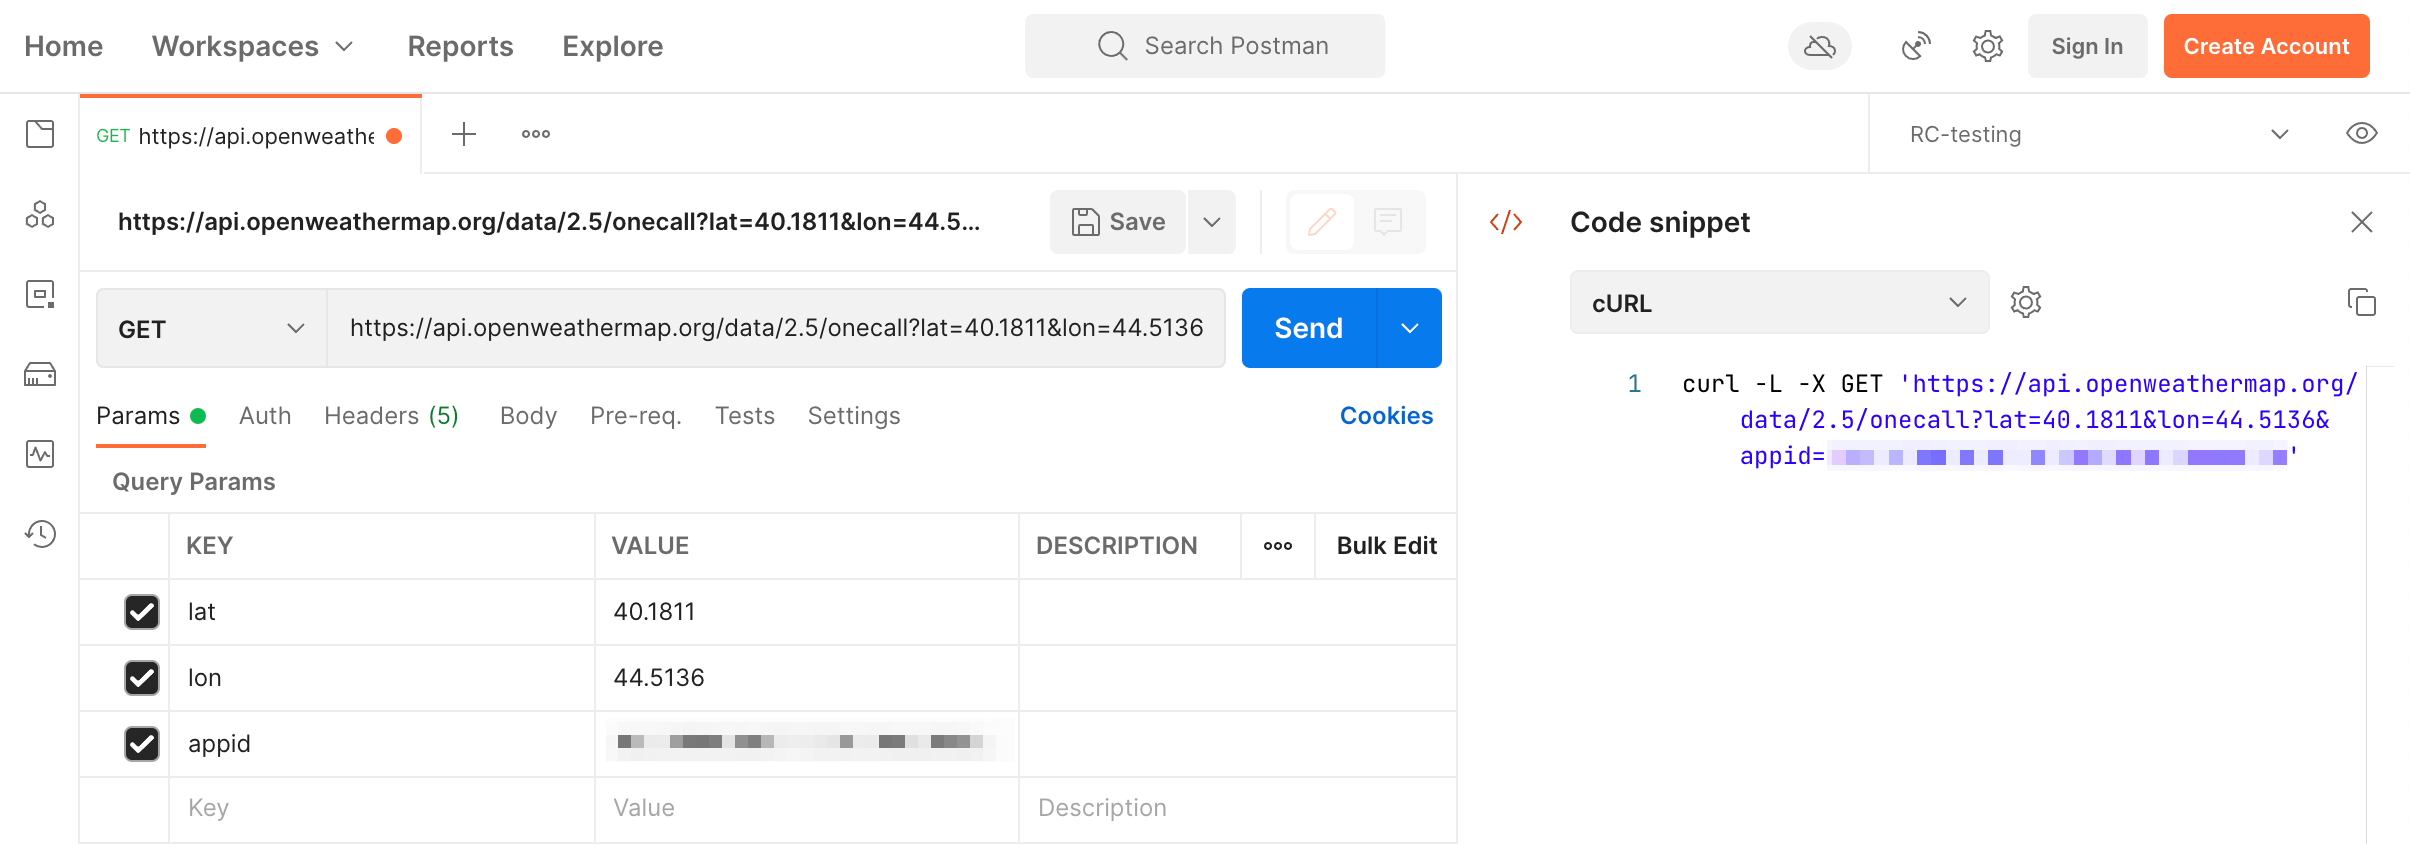 Home Workspaces Reports Explore Search Postman Sign In Create Account
GET https://api.openweathe RC-testing
https://api.openweathermap.org/data/2.5/onecall?lat=40.1811&lon=44.5... Save
</> Code snippet
GET https://api.openweathermap.org/data/2.5/onecall?lat=40.1811&lon=44.5136 Send
cURL
Params Auth Headers (5) Body Pre-req. Tests Settings Cookies
1 curl -L -X GET 'https://api.openweathermap.org/
data/2.5/onecall?lat=40.1811&lon=44.5136&
appid= '
Query Params
KEY VALUE DESCRIPTION Bulk Edit
lat 40.1811
lon 44.5136
appid
Key Value Description